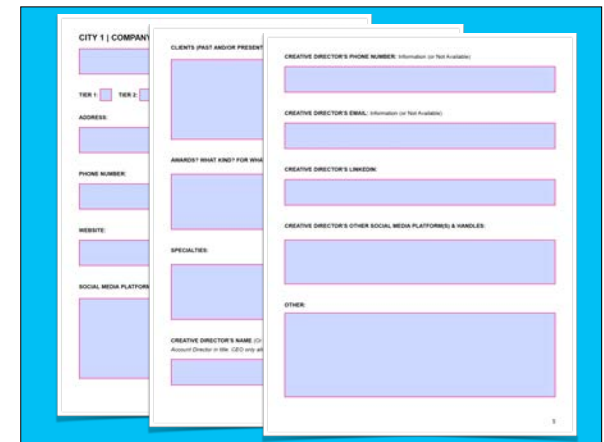 CITY 1 | COMPANY
TIER 1: TIER 2:
ADDRESS:
PHONE NUMBER:
WEBSITE:
SOCIAL MEDIA PLATFORM
CLIENTS (PAST AND/OR PRESENT
AWARDS? WHAT KIND? FOR WHA
SPECIALTIES:
CREATIVE DIRECTOR'S NAME (Or
Account Director in title. CEO only all
CREATIVE DIRECTOR'S PHONE NUMBER: Information (or Not Available)
CREATIVE DIRECTOR'S EMAIL: Information (or Not Available)
CREATIVE DIRECTOR'S LINKEDIN:
CREATIVE DIRECTOR'S OTHER SOCIAL MEDIA PLATFORM(S) & HANDLES:
OTHER:
5